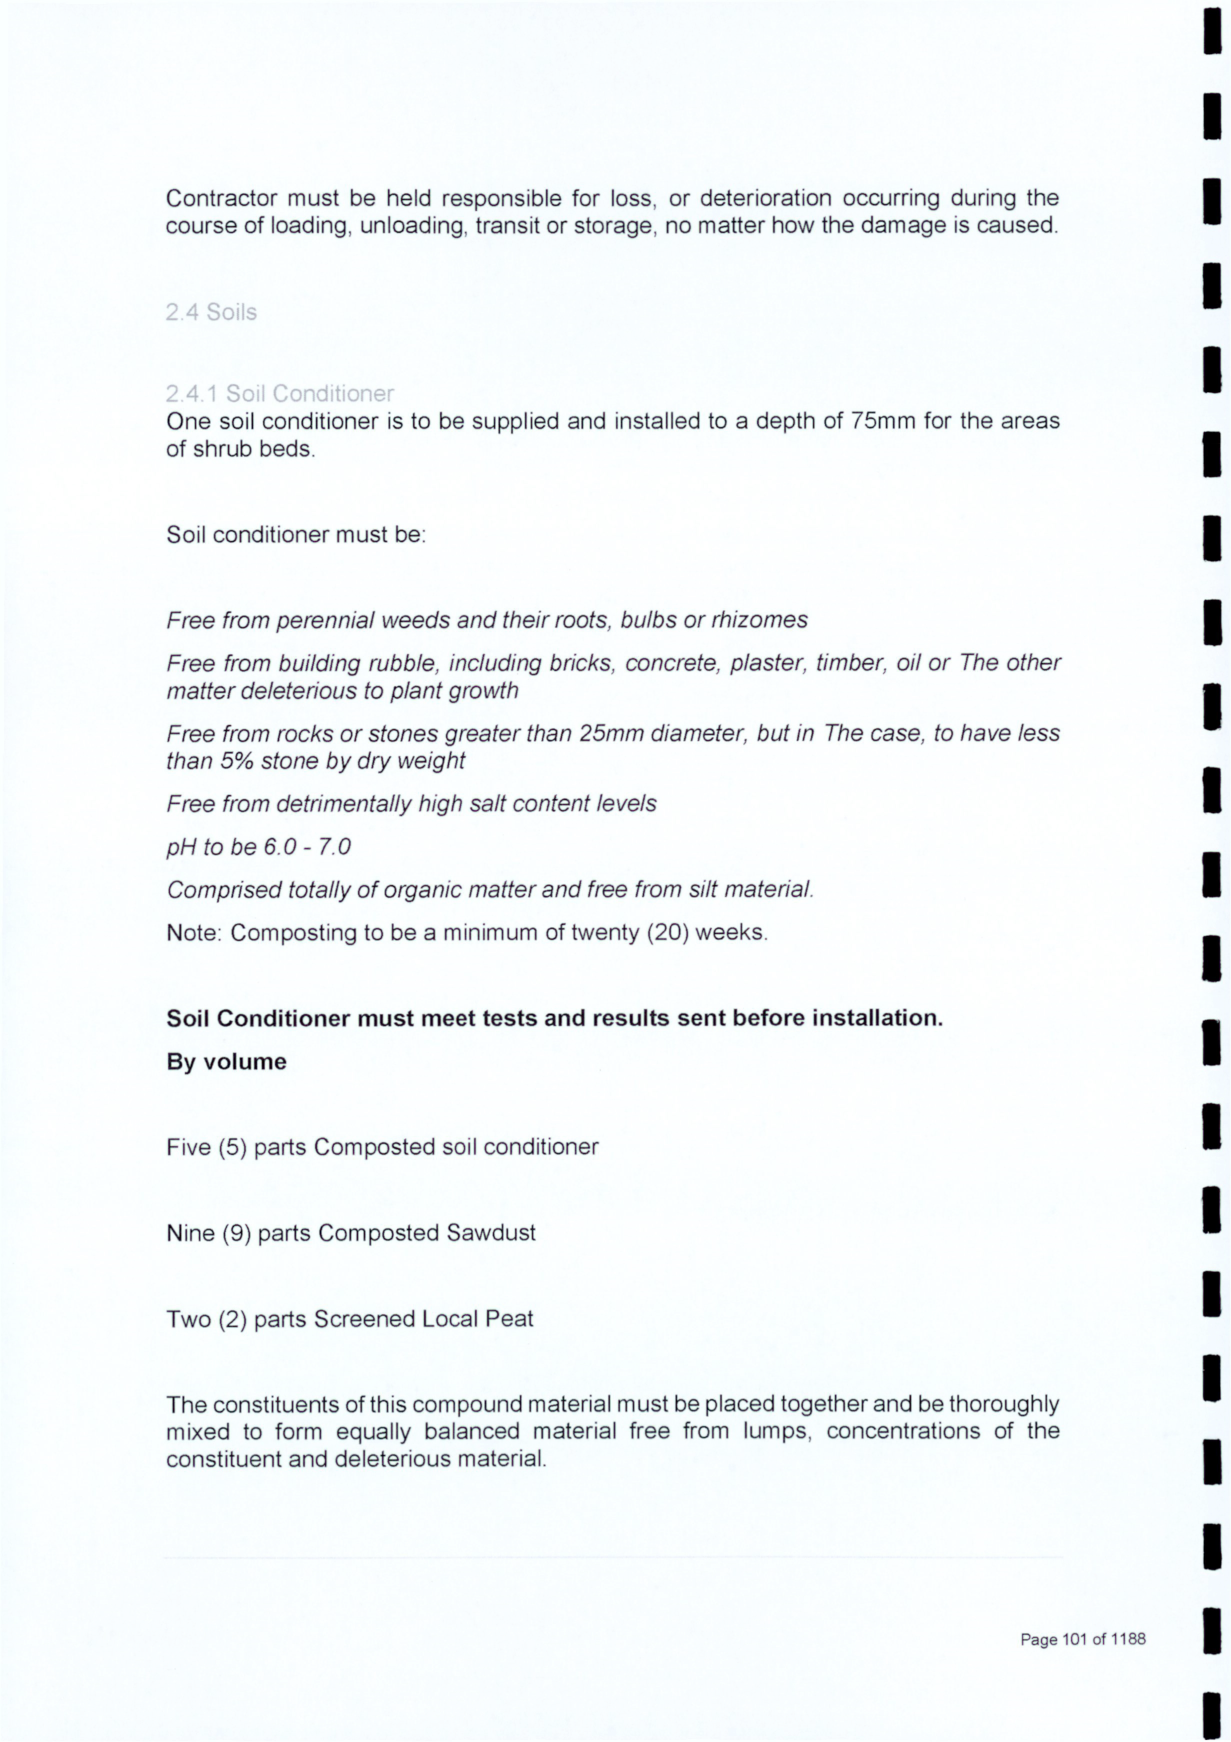 Contractor must be held responsible for loss, or deterioration occurring during the
course of loading, unloading, transit or storage, no matter how the damage is caused.
2.4 Soils
2.4.1 Soil Conditioner
One soil conditioner is to be supplied and installed to a depth of 75mm for the areas
of shrub beds.
Soil conditioner must be:
Free from perennial weeds and their roots, bulbs or rhizomes
Free from building rubble, including bricks, concrete, plaster, timber, oil or The other
matter deleterious to plant growth
Free from rocks or stones greater than 25mm diameter, but in The case, to have less
than 5% stone by dry weight
Free from detrimentally high salt content levels
pH to be 6.0 - 7.0
Comprised totally of organic matter and free from silt material.
Note: Composting to be a minimum of twenty (20) weeks.
Soil Conditioner must meet tests and results sent before installation.
By volume
Five (5) parts Composted soil conditioner
Nine (9) parts Composted Sawdust
Two (2) parts Screened Local Peat
The constituents of this compound material must be placed together and be thoroughly
mixed to form equally balanced material free from lumps, concentrations of the
constituent and deleterious material.
Page 101 of 1188